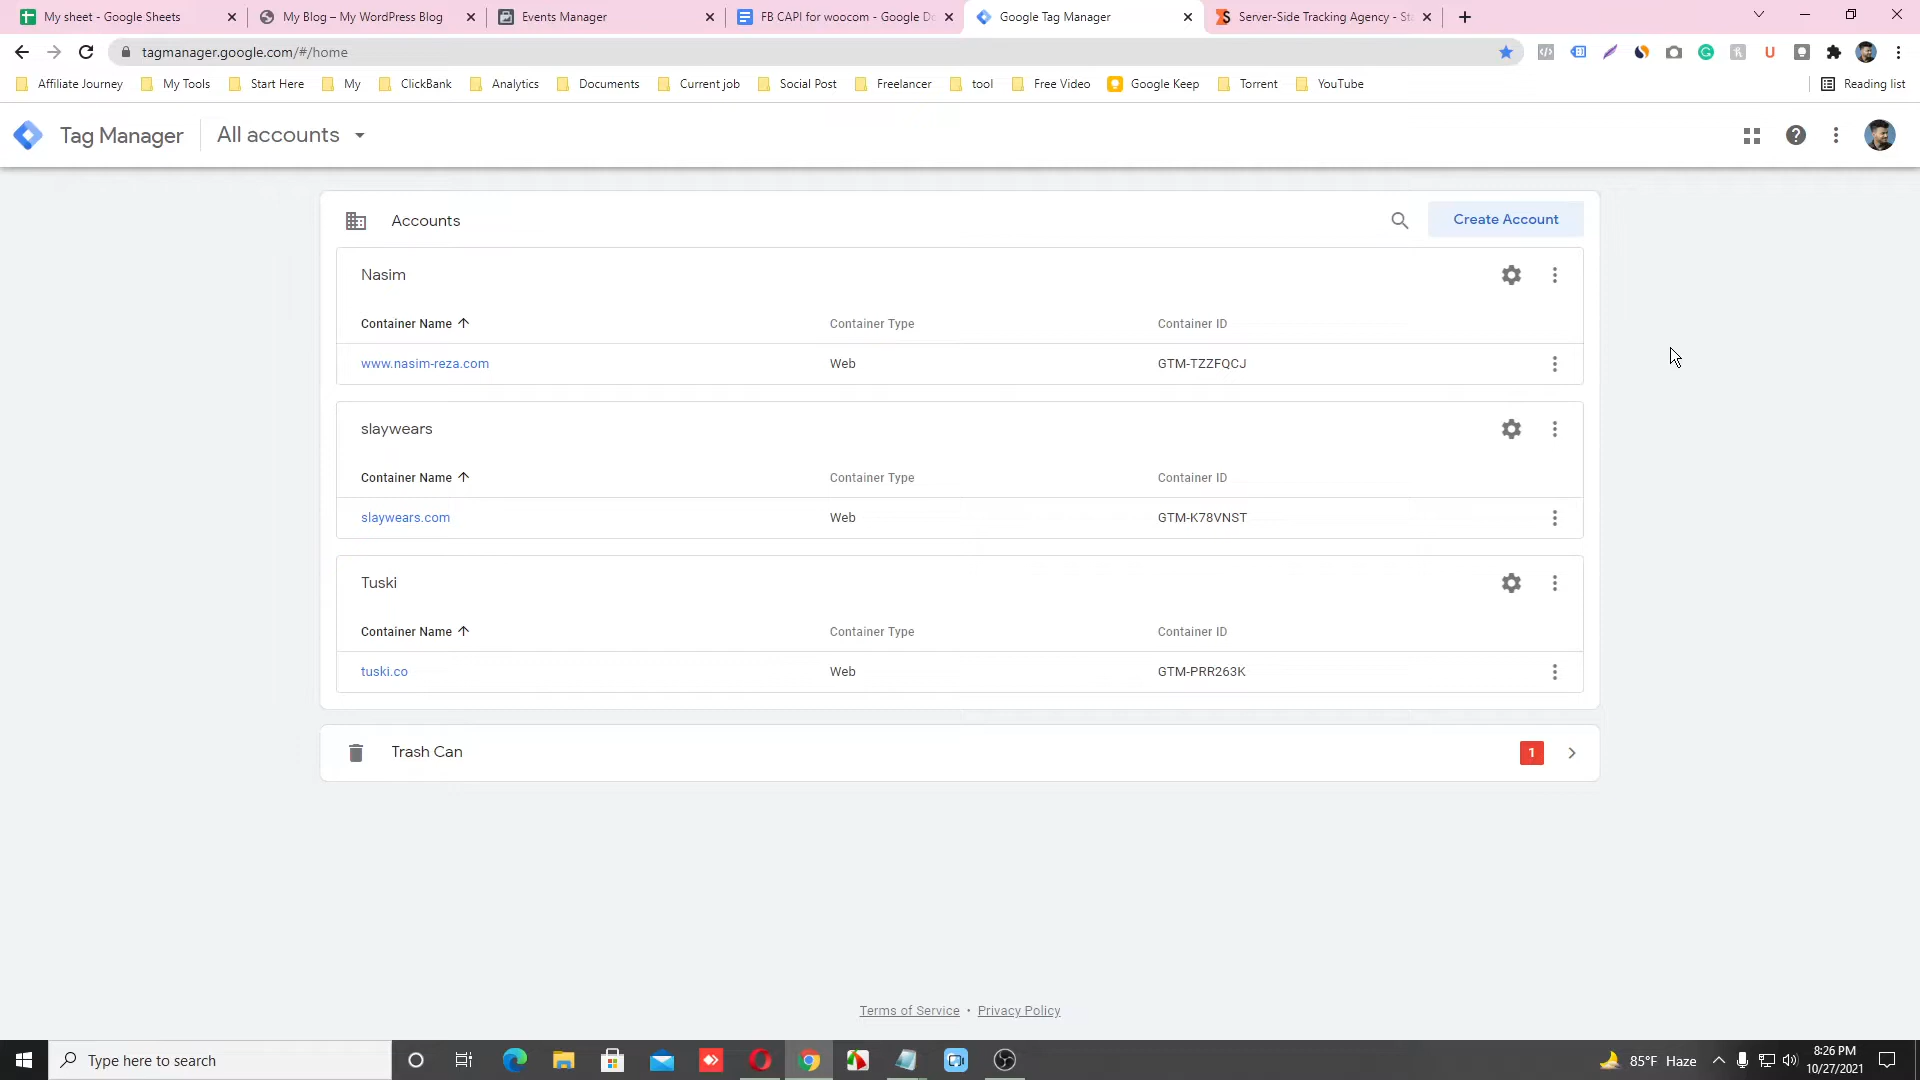 My sheet - Google Sheets
My Blog – My WordPress Blog
Events Manager
FB CAPI for woocom - Google Do
Google Tag Manager
Server-Side Tracking Agency - St
tagmanager.google.com/#/home
Affiliate Journey
My Tools
Start Here
My
ClickBank
Analytics
Documents
Current job
Social Post
Freelancer
tool
Free Video
Google Keep
Torrent
YouTube
Reading list
Tag Manager
All accounts
Accounts
Create Account
Nasim
Container Name
Container Type
Container ID
www.nasim-reza.com
Web
GTM-TZZFQCJ
slaywears
Container Name
Container Type
Container ID
slaywears.com
Web
GTM-K78VNST
Tuski
Container Name
Container Type
Container ID
tuski.co
Web
GTM-PRR263K
Trash Can
1
Terms of Service • Privacy Policy
Type here to search
85°F Haze
8:26 PM
10/27/2021